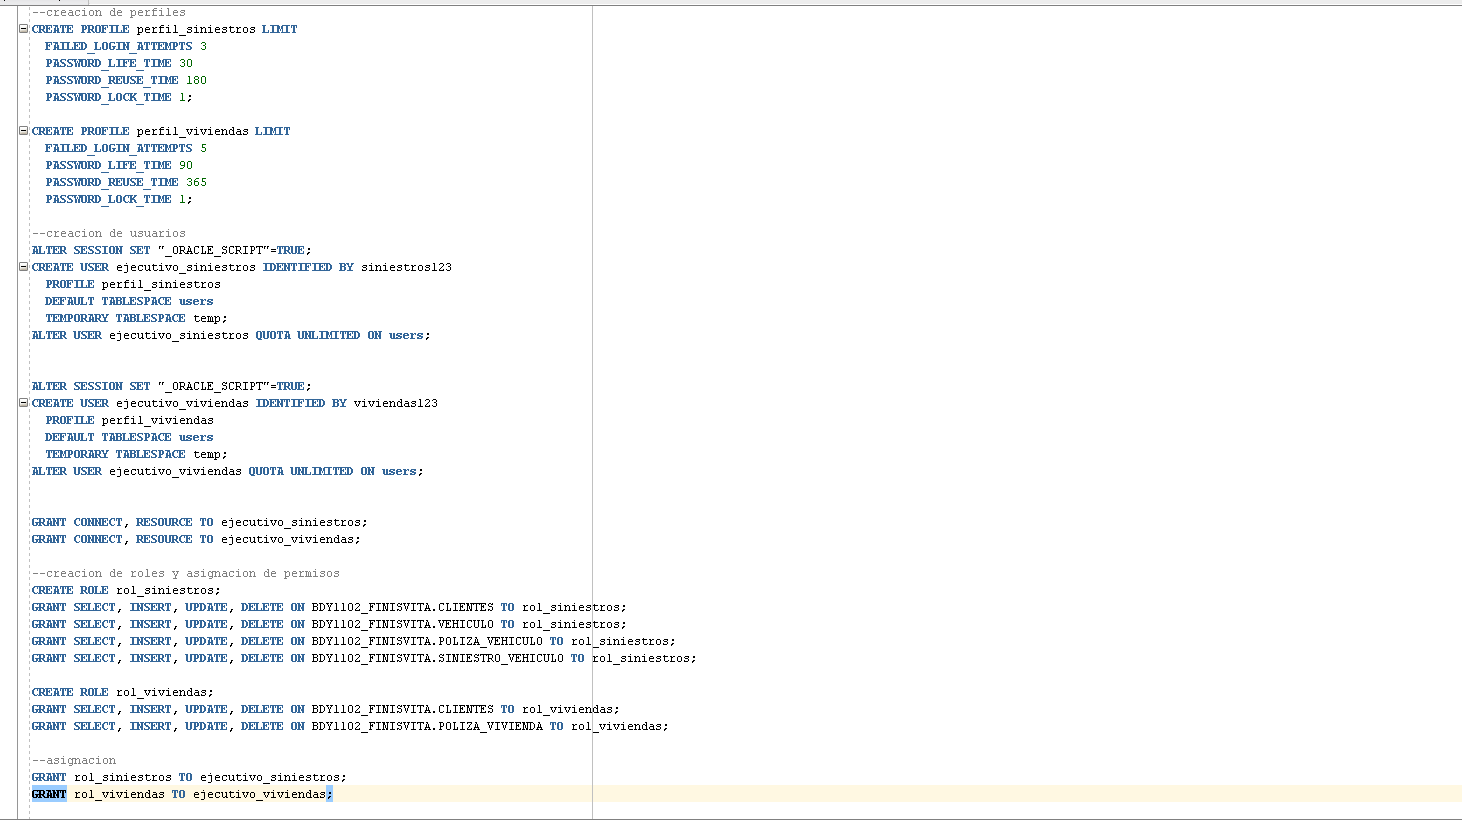 --creacion de perfiles
CREATE PROFILE perfil_siniestros LIMIT
FAILED_LOGIN_ATTEMPTS 3
PASSWORD_LIFE_TIME 30
PASSWORD_REUSE_TIME 180
PASSWORD_LOCK_TIME 1;
CREATE PROFILE perfil_viviendas LIMIT
FAILED_LOGIN_ATTEMPTS 5
PASSWORD_LIFE_TIME 90
PASSWORD_REUSE_TIME 365
PASSWORD_LOCK_TIME 1;
--creacion de usuarios
ALTER SESSION SET "_ORACLE_SCRIPT"=TRUE;
CREATE USER ejecutivo_siniestros IDENTIFIED BY siniestros123
PROFILE perfil_siniestros
DEFAULT TABLESPACE users
TEMPORARY TABLESPACE temp;
ALTER USER ejecutivo_siniestros QUOTA UNLIMITED ON users;
ALTER SESSION SET "_ORACLE_SCRIPT"=TRUE;
CREATE USER ejecutivo_viviendas IDENTIFIED BY viviendas123
PROFILE perfil_viviendas
DEFAULT TABLESPACE users
TEMPORARY TABLESPACE temp;
ALTER USER ejecutivo_viviendas QUOTA UNLIMITED ON users;
GRANT CONNECT, RESOURCE TO ejecutivo_siniestros;
GRANT CONNECT, RESOURCE TO ejecutivo_viviendas;
--creacion de roles y asignacion de permisos
CREATE ROLE rol_siniestros;
GRANT SELECT, INSERT, UPDATE, DELETE ON BDY1102_FINISVITA.CLIENTES TO rol_siniestros;
GRANT SELECT, INSERT, UPDATE, DELETE ON BDY1102_FINISVITA.VEHICULO TO rol_siniestros;
GRANT SELECT, INSERT, UPDATE, DELETE ON BDY1102_FINISVITA.POLIZA_VEHICULO TO rol_siniestros;
GRANT SELECT, INSERT, UPDATE, DELETE ON BDY1102_FINISVITA.SINIESTRO_VEHICULO TO rol_siniestros;
CREATE ROLE rol_viviendas;
GRANT SELECT, INSERT, UPDATE, DELETE ON BDY1102_FINISVITA.CLIENTES TO rol_viviendas;
GRANT SELECT, INSERT, UPDATE, DELETE ON BDY1102_FINISVITA.POLIZA_VIVIENDA TO rol_viviendas;
--asignacion
GRANT rol_siniestros TO ejecutivo_siniestros;
GRANT rol_viviendas TO ejecutivo_viviendas;